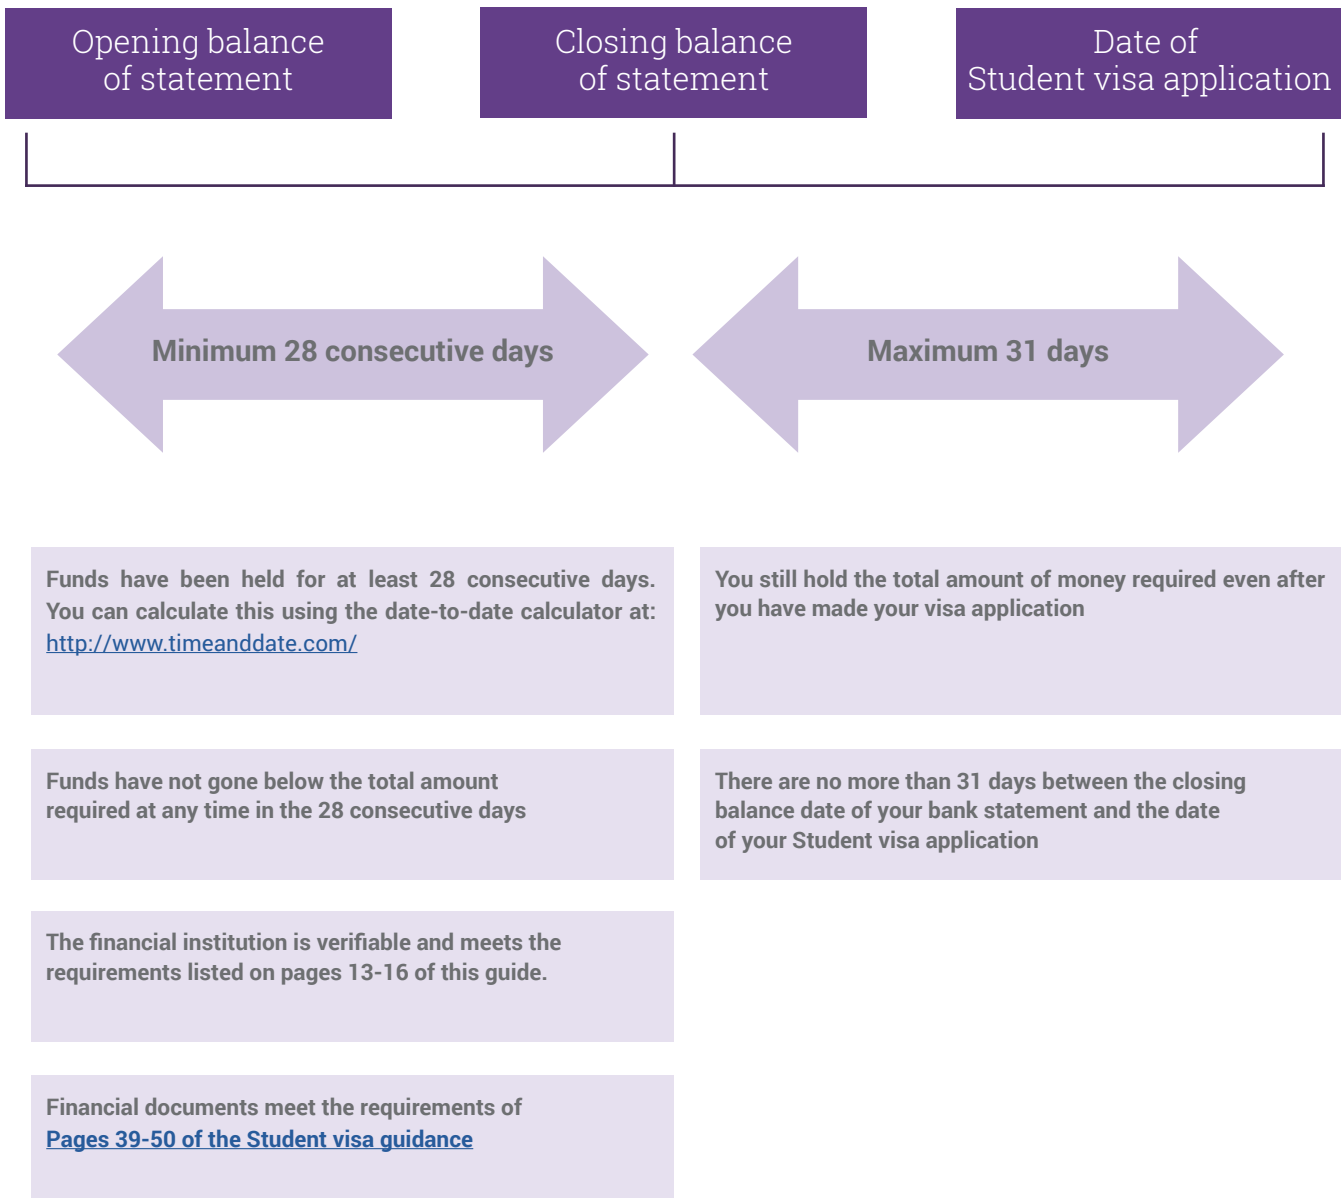 Opening balance
of statement
Closing balance
of statement
Date of
Student visa application
Minimum 28 consecutive days
Maximum 31 days
Funds have been held for at least 28 consecutive days.
You can calculate this using the date-to-date calculator at:
http://www.timeanddate.com/
You still hold the total amount of money required even after
you have made your visa application
Funds have not gone below the total amount
required at any time in the 28 consecutive days
There are no more than 31 days between the closing
balance date of your bank statement and the date
of your Student visa application
The financial institution is verifiable and meets the
requirements listed on pages 13-16 of this guide.
Financial documents meet the requirements of
Pages 39-50 of the Student visa guidance